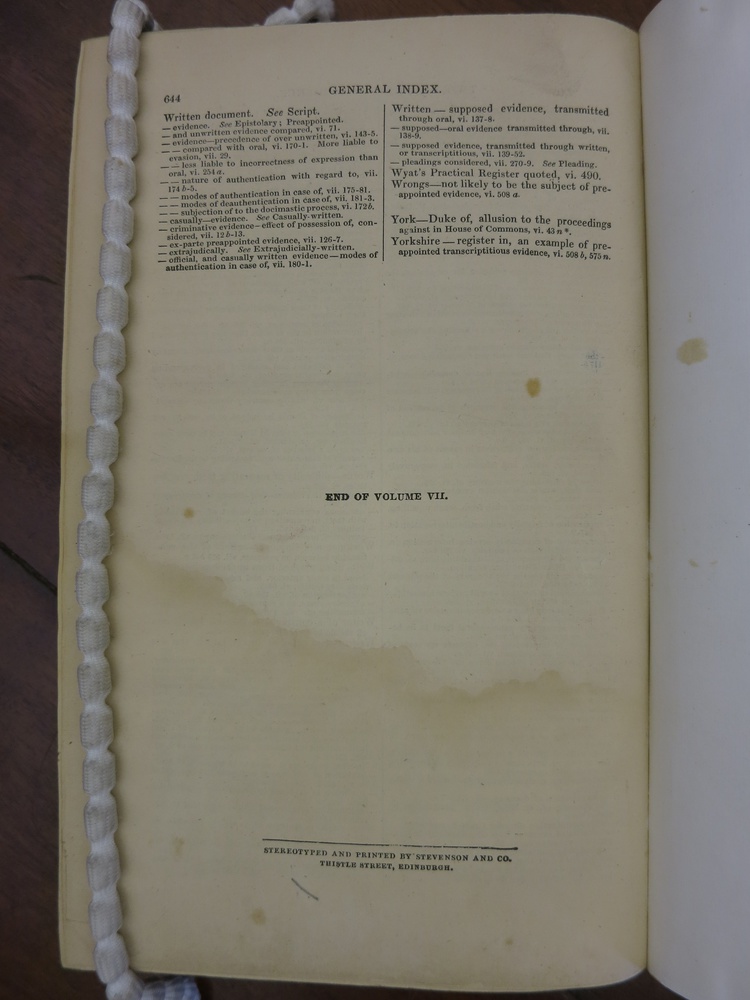 644
GENERAL INDEX.
Written document. See Script.
— evidence. See Epistolary; Preappointed.
— and unwritten evidence compared, vi. 71.
— evidence—precedence of over unwritten, vi. 143-5.
— — compared with oral, vi. 170-1. More liable to
evasion, vii. 29.
— — less liable to incorrectness of expression than
oral, vi. 254 a.
— — nature of authentication with regard to, vii.
174 b-5.
— — modes of authentication in case of, vii. 175-81.
— — modes of deauthentication in case of, vii. 181-3.
— — subjection of to the docimastic process, vi. 172 b.
— casually—evidence. See Casually-written.
— criminative evidence—effect of possession of, con-
sidered, vii. 12 b-13.
— ex-parte preappointed evidence, vii. 126-7.
— extrajudically. See Extrajudicially-written.
— official, and casually written evidence—modes of
authentication in case of, vii. 180-1.
Written — supposed evidence, transmitted
through oral, vi. 137-8.
— supposed—oral evidence transmitted through, vii.
136-9.
— supposed evidence, transmitted through written,
or transcriptitious, vii. 139-52.
— pleadings considered, vii. 270-9. See Pleading.
Wyat's Practical Register quoted, vi. 490.
Wrongs—not likely to be the subject of pre-
appointed evidence, vi. 508 a.
York—Duke of, allusion to the proceedings
against in House of Commons, vi. 43 n *.
Yorkshire — register in, an example of pre-
appointed transcriptitious evidence, vi. 508 b, 575 n.
END OF VOLUME VII.
STEREOTYPED AND PRINTED BY STEVENSON AND CO.
THISTLE STREET, EDINBURGH.